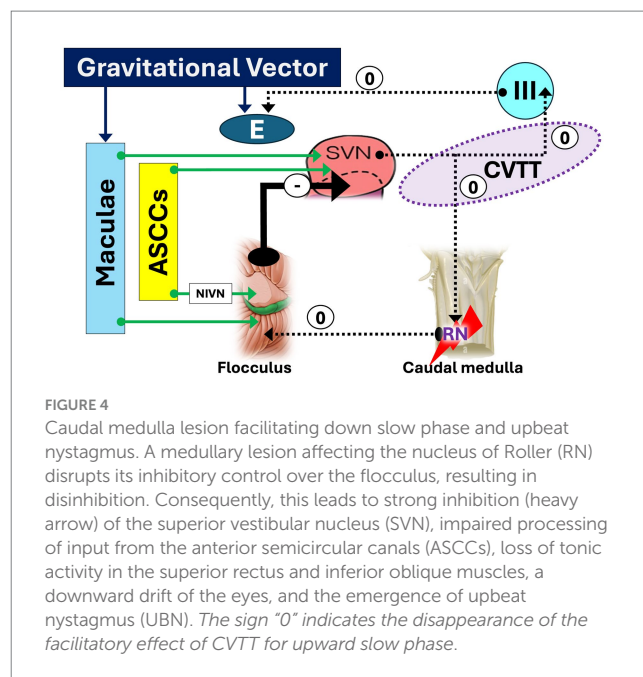 Gravitational Vector
0
III
E
0
SVN
CVTT
0
-
Maculae
ASCCs
NIVN
0
RN
Flocculus
Caudal medulla
FIGURE 4
Caudal medulla lesion facilitating down slow phase and upbeat
nystagmus. A medullary lesion affecting the nucleus of Roller (RN)
disrupts its inhibitory control over the flocculus, resulting in
disinhibition. Consequently, this leads to strong inhibition (heavy
arrow) of the superior vestibular nucleus (SVN), impaired processing
of input from the anterior semicircular canals (ASCCs), loss of tonic
activity in the superior rectus and inferior oblique muscles, a
downward drift of the eyes, and the emergence of upbeat
nystagmus (UBN). The sign “0” indicates the disappearance of the
facilitatory effect of CVTT for upward slow phase.